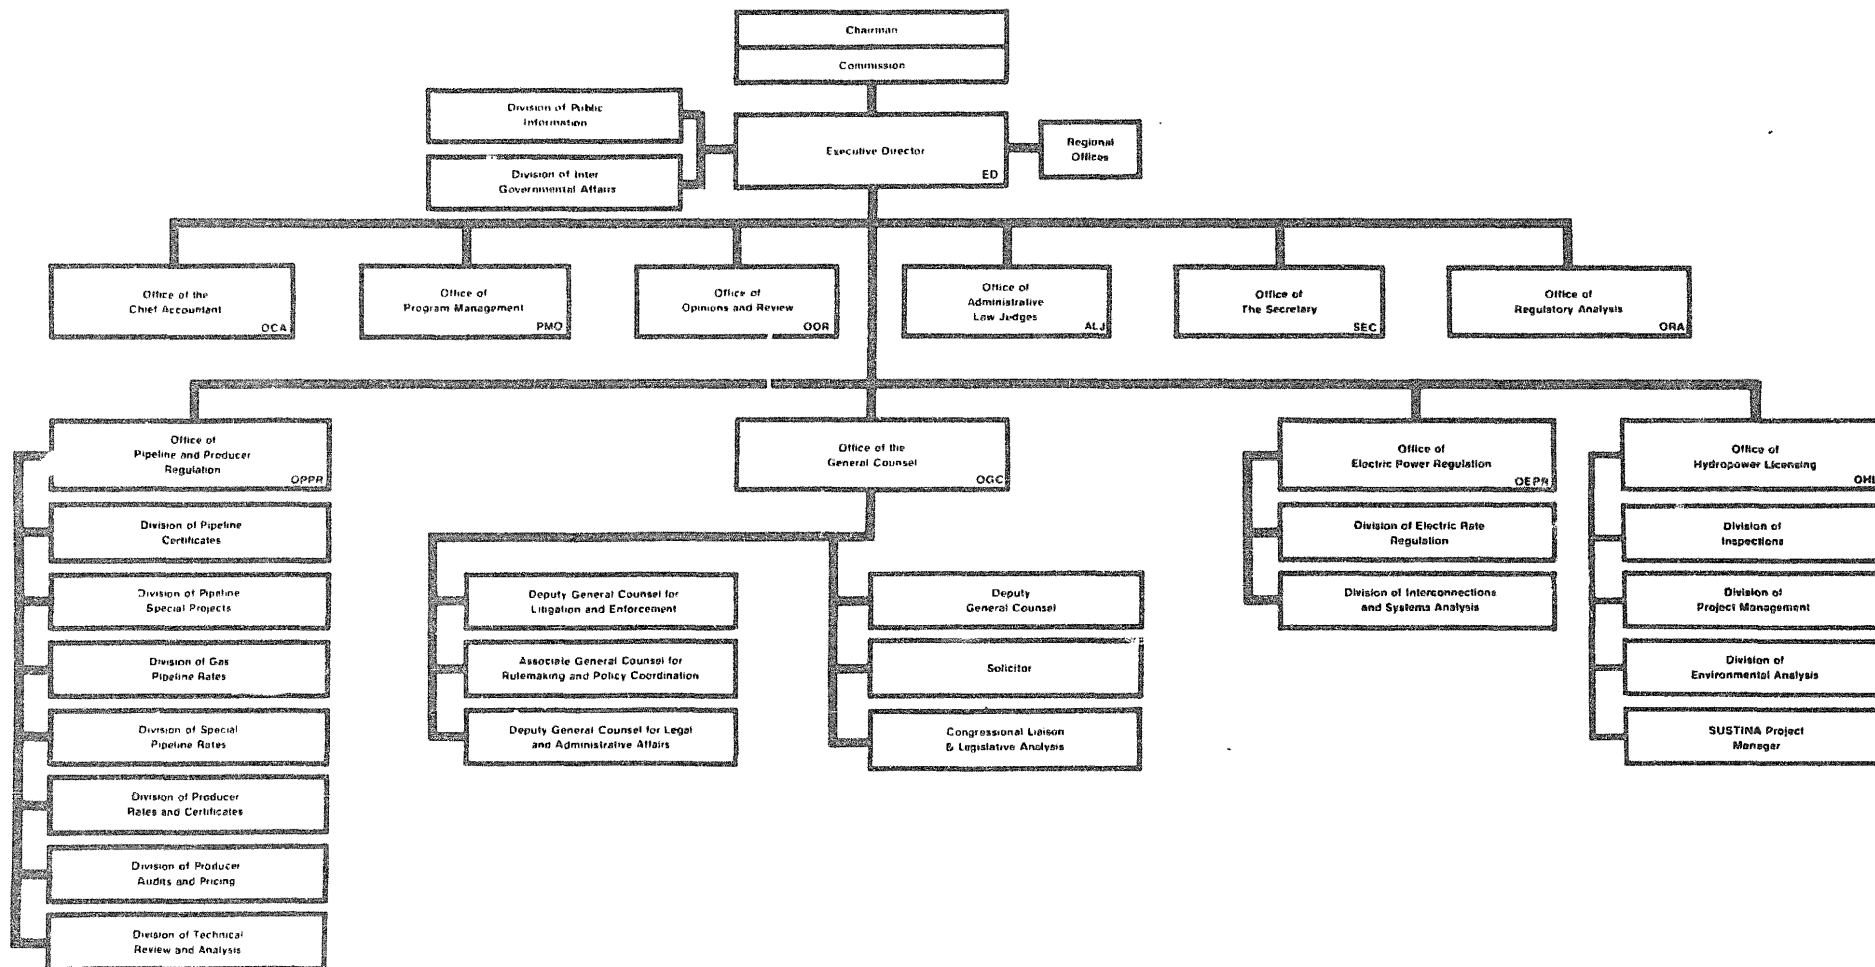 Chairman
Commission
Division of Public
Information
Division of Inter
Governmental Affairs
Executive Director
ED
Regional
Offices
Office of the
Chief Accountant
OCA
Office of
Program Management
PMO
Office of
Opinions and Review
OOR
Office of
Administrative
Law Judges
ALJ
Office of
The Secretary
SEC
Office of
Regulatory Analysis
ORA
Office of
Pipeline and Producer
Regulation
OPPR
Division of Pipeline
Certificates
Division of Pipeline
Special Projects
Division of Gas
Pipeline Rates
Division of Special
Pipeline Rates
Division of Producer
Rates and Certificates
Division of Producer
Audits and Pricing
Division of Technical
Review and Analysis
Office of the
General Counsel
OGC
Deputy General Counsel for
Litigation and Enforcement
Associate General Counsel for
Rulemaking and Policy Coordination
Deputy General Counsel for Legal
and Administrative Affairs
Deputy
General Counsel
Solicitor
Congressional Liaison
& Legislative Analysis
Office of
Electric Power Regulation
OEPR
Division of Electric Rate
Regulation
Division of Interconnections
and Systems Analysis
Office of
Hydropower Licensing
OHL
Division of
Inspections
Division of
Project Management
Division of
Environmental Analysis
SUSTINA Project
Manager